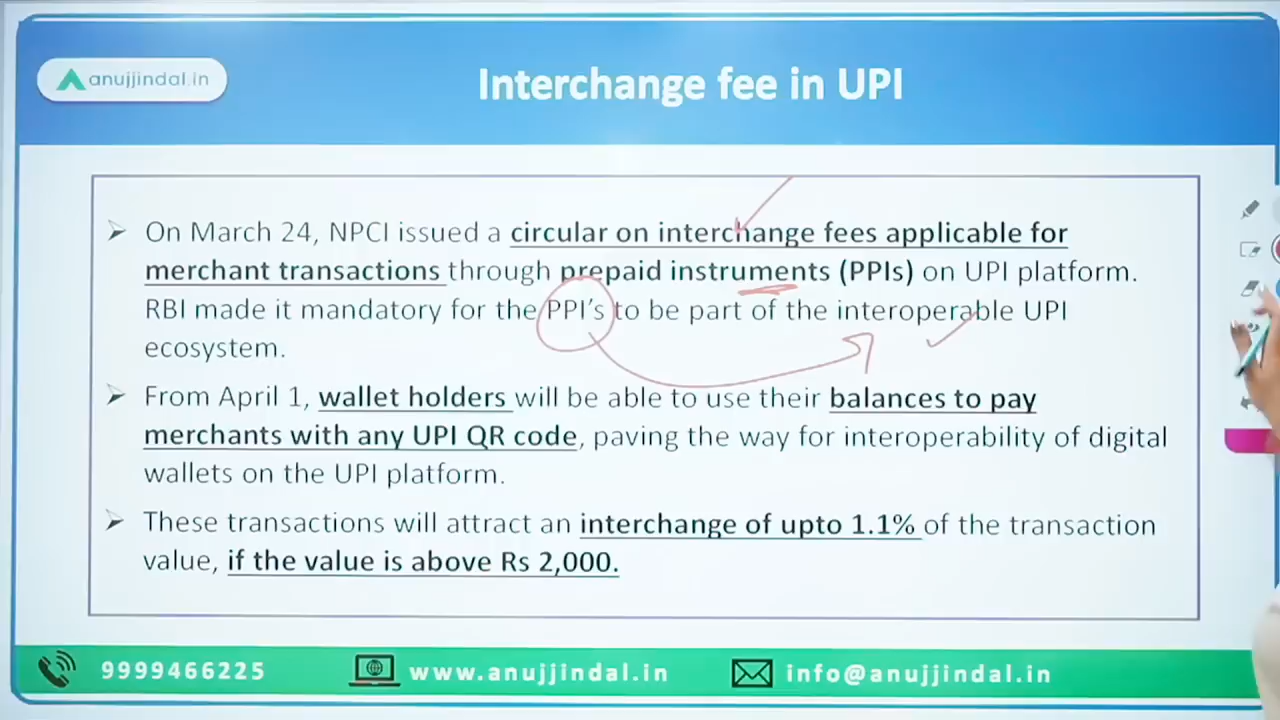 anujjindal.in
Interchange fee in UPI
On March 24, NPCI issued a circular on interchange fees applicable for
merchant transactions through prepaid instruments (PPIs) on UPI platform.
RBI made it mandatory for the PPI's to be part of the interoperable UPI
ecosystem.
From April 1, wallet holders will be able to use their balances to pay
merchants with any UPI QR code, paving the way for interoperability of digital
wallets on the UPI platform.
These transactions will attract an interchange of upto 1.1% of the transaction
value, if the value is above Rs 2,000.
9999466225 www.anujjindal.in info@anujjindal.in